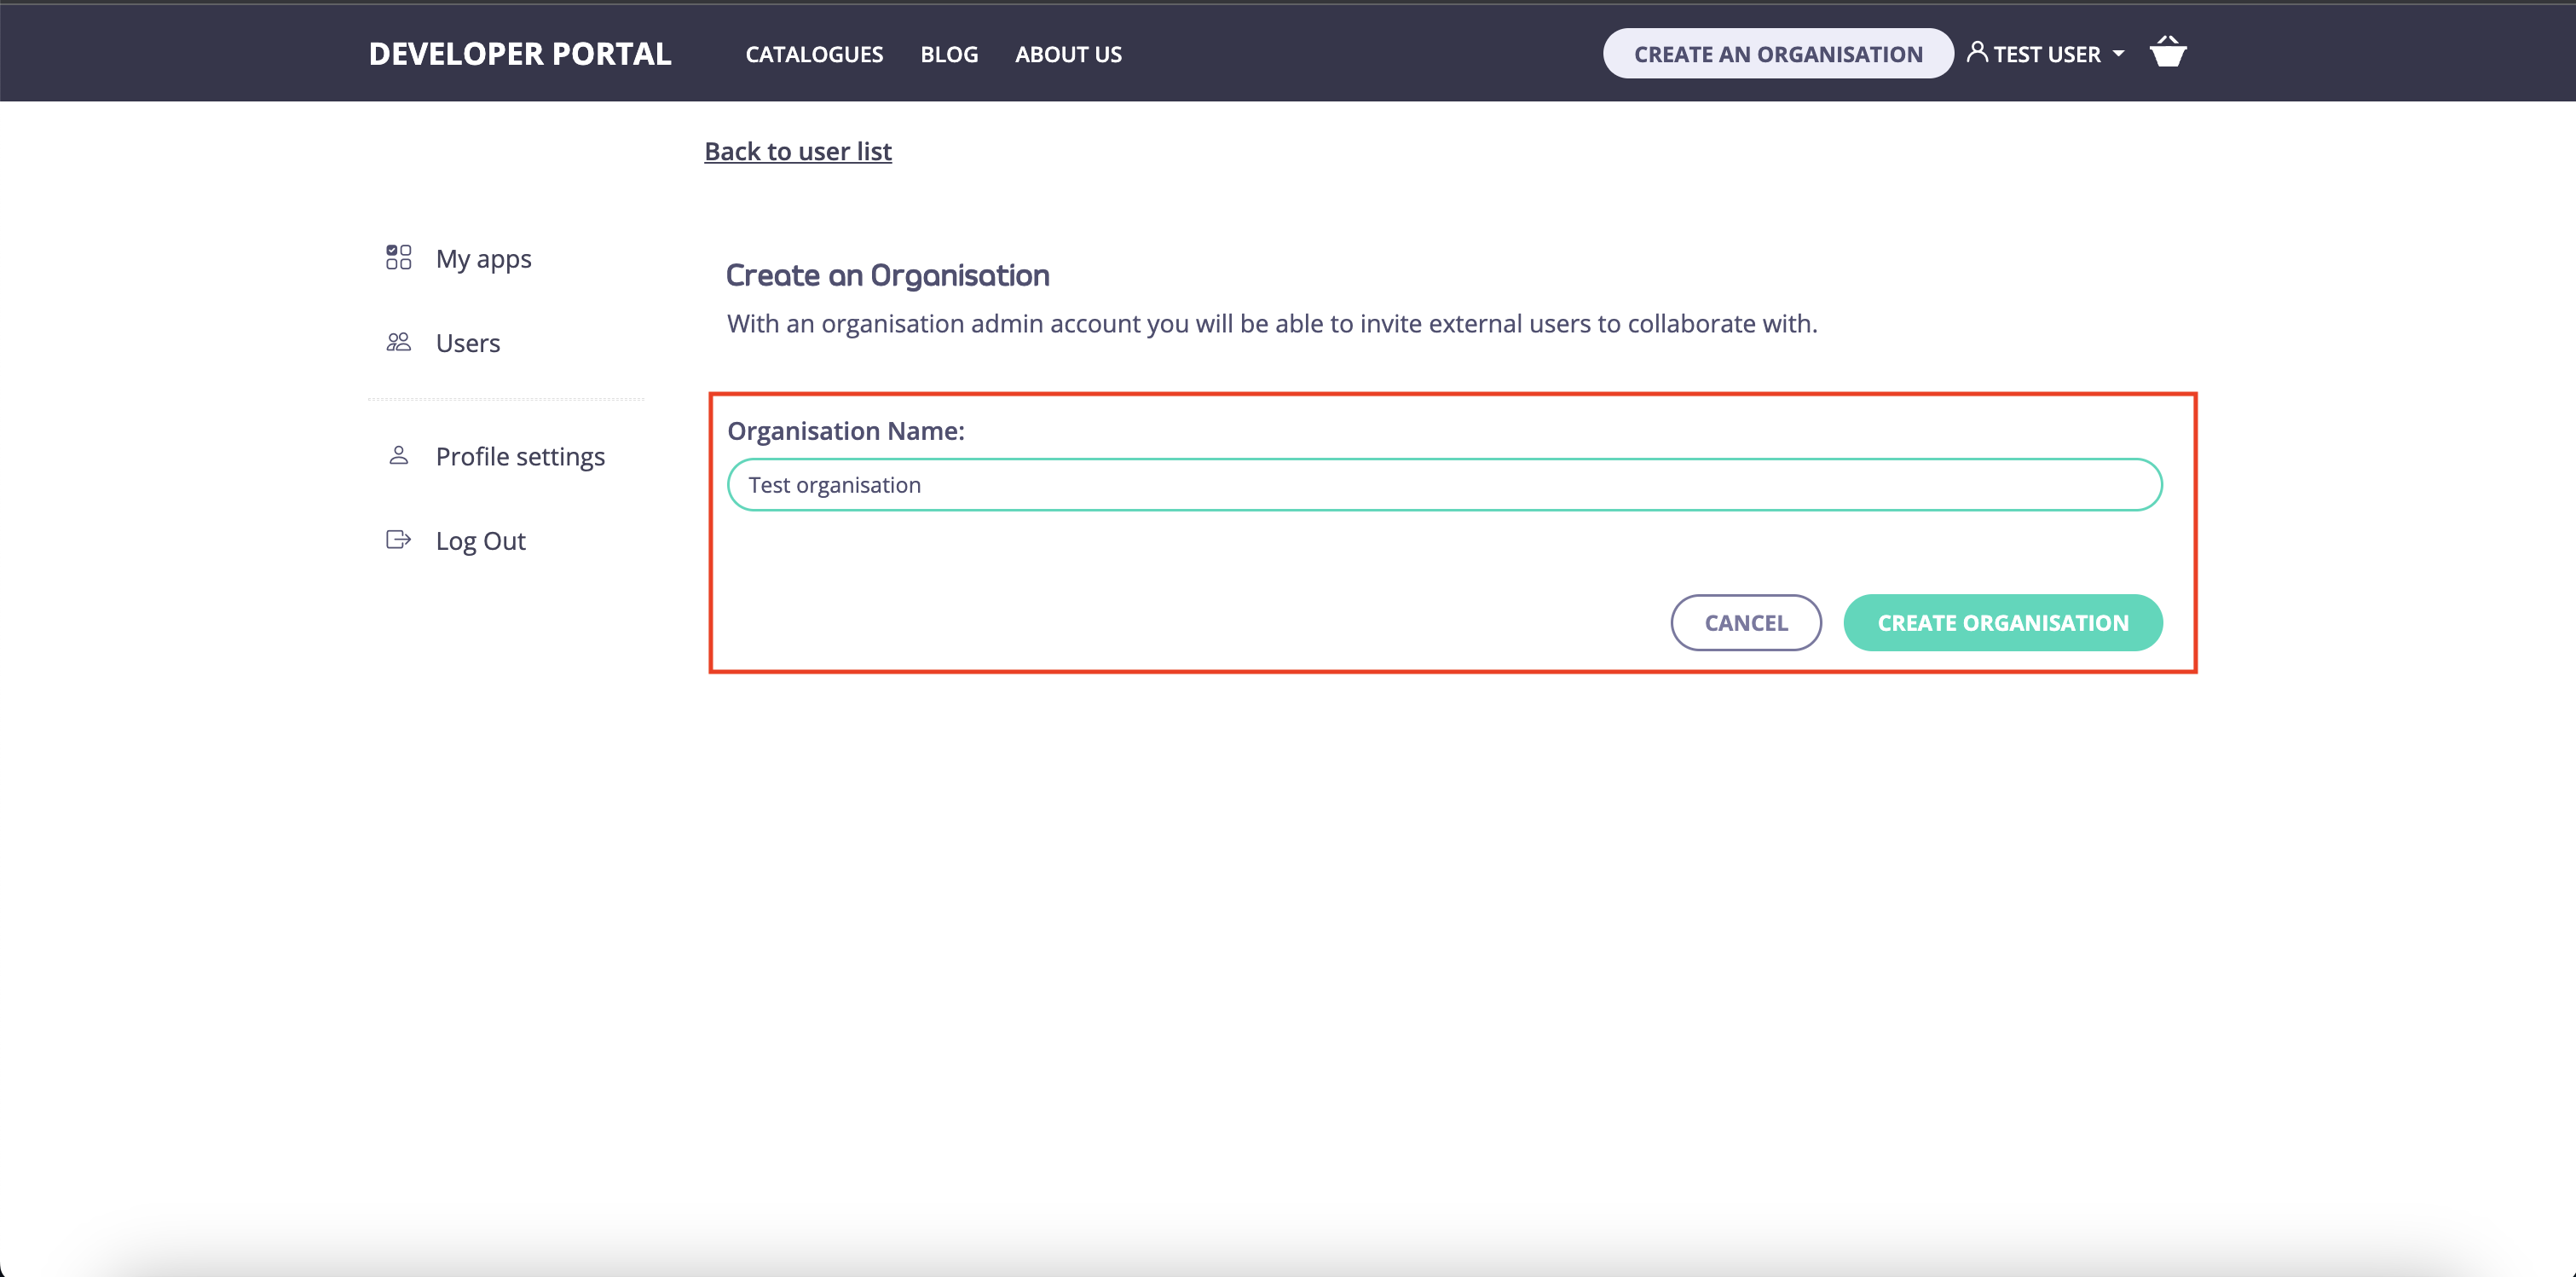 DEVELOPER PORTAL CATALOGUES BLOG ABOUT US CREATE AN ORGANISATION TEST USER
Back to user list
My apps
Users
Profile settings
Log Out
Create an Organisation
With an organisation admin account you will be able to invite external users to collaborate with.
Organisation Name:
Test organisation
CANCEL CREATE ORGANISATION